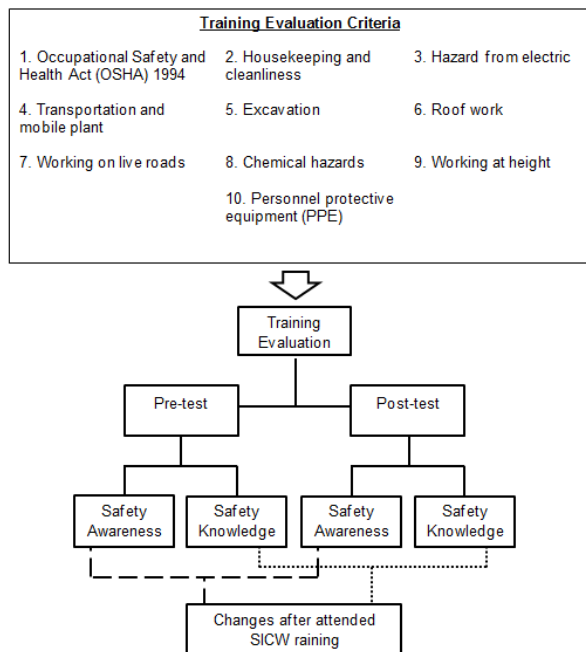 Training Evaluation Criteria
1. Occupational Safety and
Health Act (OSHA) 1994
2. Housekeeping and
cleanliness
3. Hazard from electric
4. Transportation and
mobile plant
5. Excavation
6. Roof work
7. Working on live roads
8. Chemical hazards
9. Working at height
10. Personnel protective
equipment (PPE)
Training
Evaluation
Pre-test
Post-test
Safety
Awareness
Safety
Knowledge
Safety
Awareness
Safety
Knowledge
Changes after attended
SICW raining